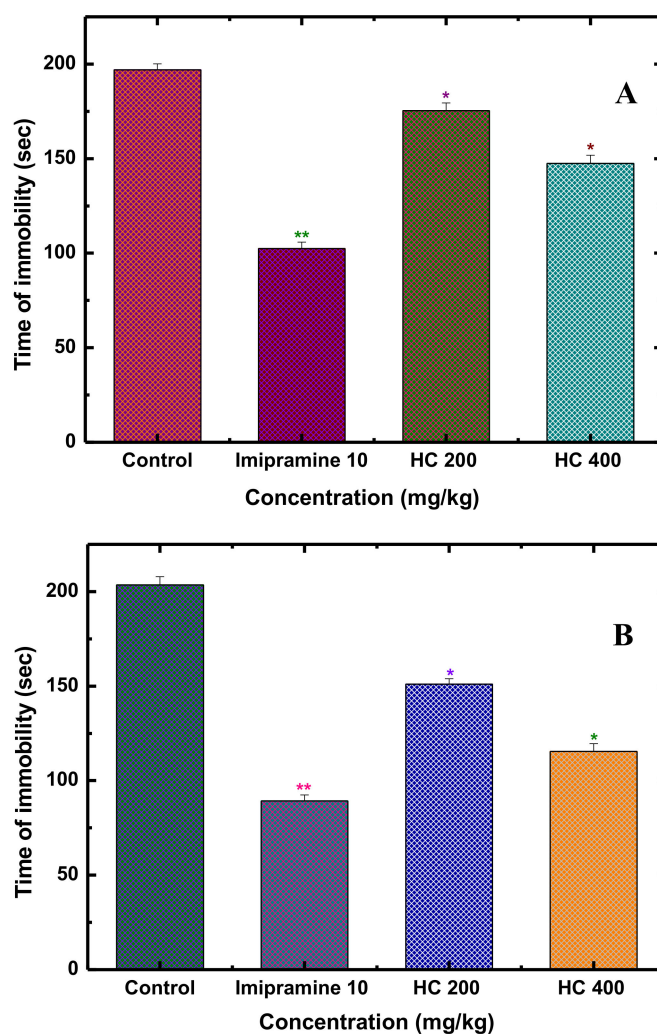 A
Time of immobility (sec)
200
150
100
50
0
*
**
*
Control Imipramine 10 HC 200 HC 400
Concentration (mg/kg)
B
Time of immobility (sec)
200
150
100
50
0
*
**
*
Control Imipramine 10 HC 200 HC 400
Concentration (mg/kg)